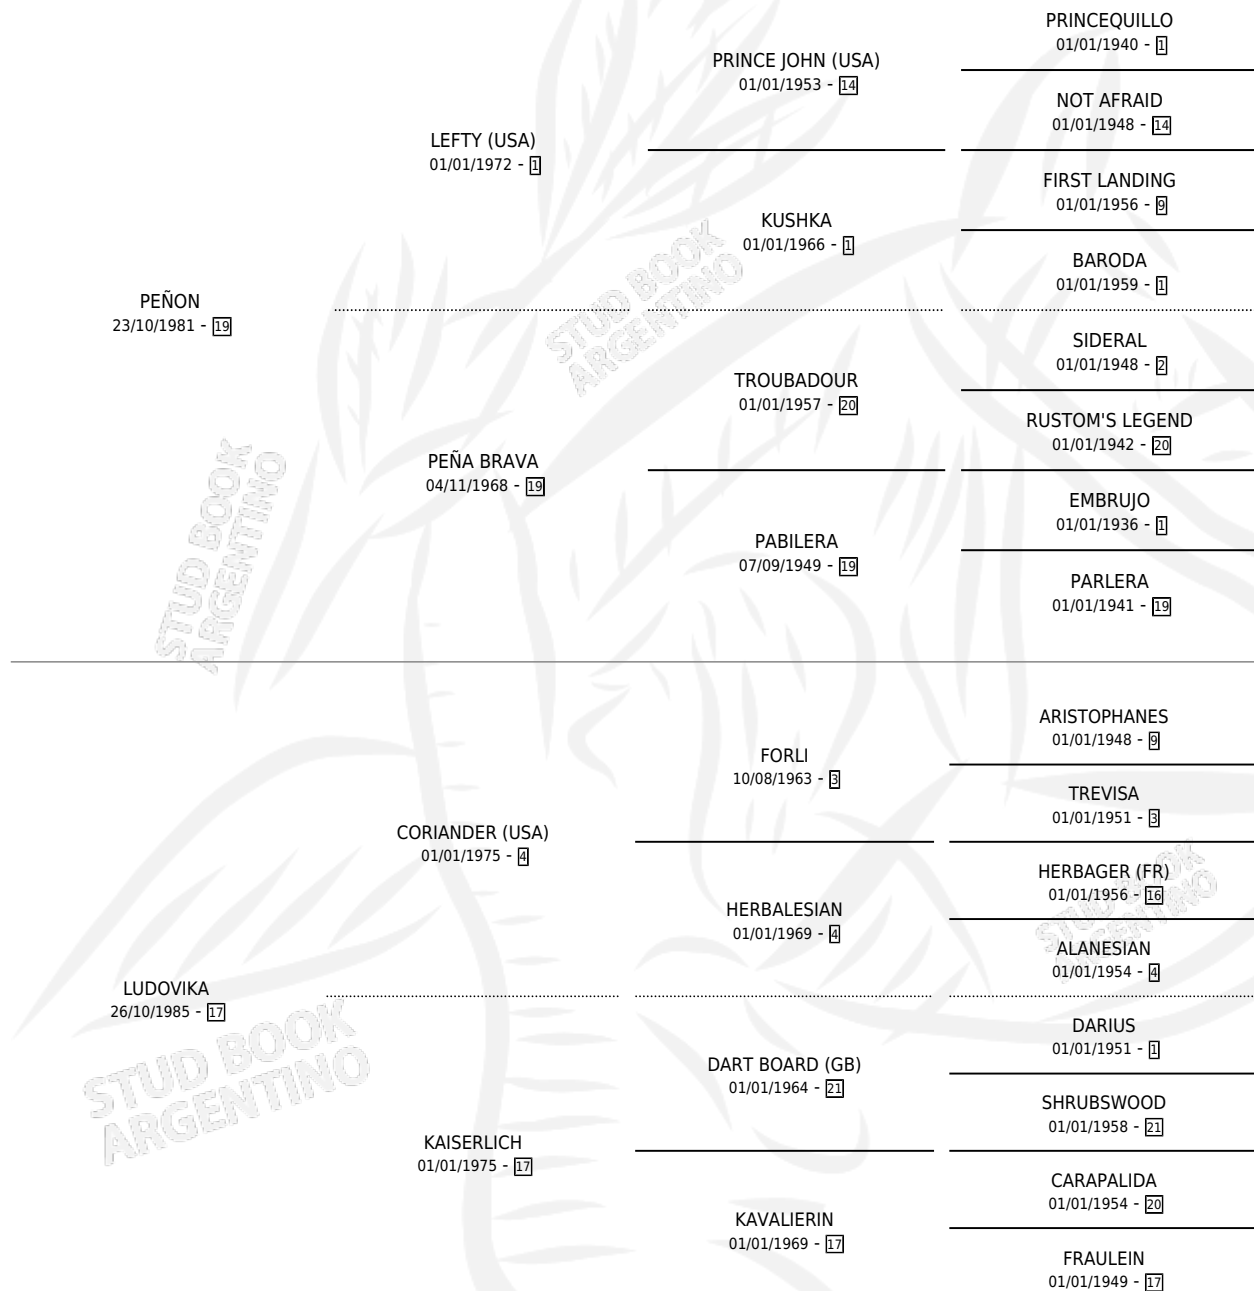 PEÑON
23/10/1981 - 19
LEFTY (USA)
01/01/1972 - 1
PEÑA BRAVA
04/11/1968 - 19
PRINCE JOHN (USA)
01/01/1953 - 14
KUSHKA
01/01/1966 - 1
TROUBADOUR
01/01/1957 - 20
PABILERA
07/09/1949 - 19
PRINCEQUILLO
01/01/1940 - 1
NOT AFRAID
01/01/1948 - 14
FIRST LANDING
01/01/1956 - 9
BARODA
01/01/1959 - 1
SIDERAL
01/01/1948 - 2
RUSTOM'S LEGEND
01/01/1942 - 20
EMBRUJO
01/01/1936 - 1
PARLERA
01/01/1941 - 19
LUDOVIKA
26/10/1985 - 17
CORIANDER (USA)
01/01/1975 - 4
KAISERLICH
01/01/1975 - 17
FORLI
10/08/1963 - 3
HERBALESIAN
01/01/1969 - 4
DART BOARD (GB)
01/01/1964 - 21
KAVALIERIN
01/01/1969 - 17
ARISTOPHANES
01/01/1948 - 9
TREVISA
01/01/1951 - 3
HERBAGER (FR)
01/01/1956 - 16
ALANESIAN
01/01/1954 - 4
DARIUS
01/01/1951 - 1
SHRUBSWOOD
01/01/1958 - 21
CARAPALIDA
01/01/1954 - 20
FRAULEIN
01/01/1949 - 17
STUD BOOK
ARGENTINO
STUD BOOK
ARGENTINO
STUD BOOK
ARGENTINO
STUD BOOK
ARGENTINO